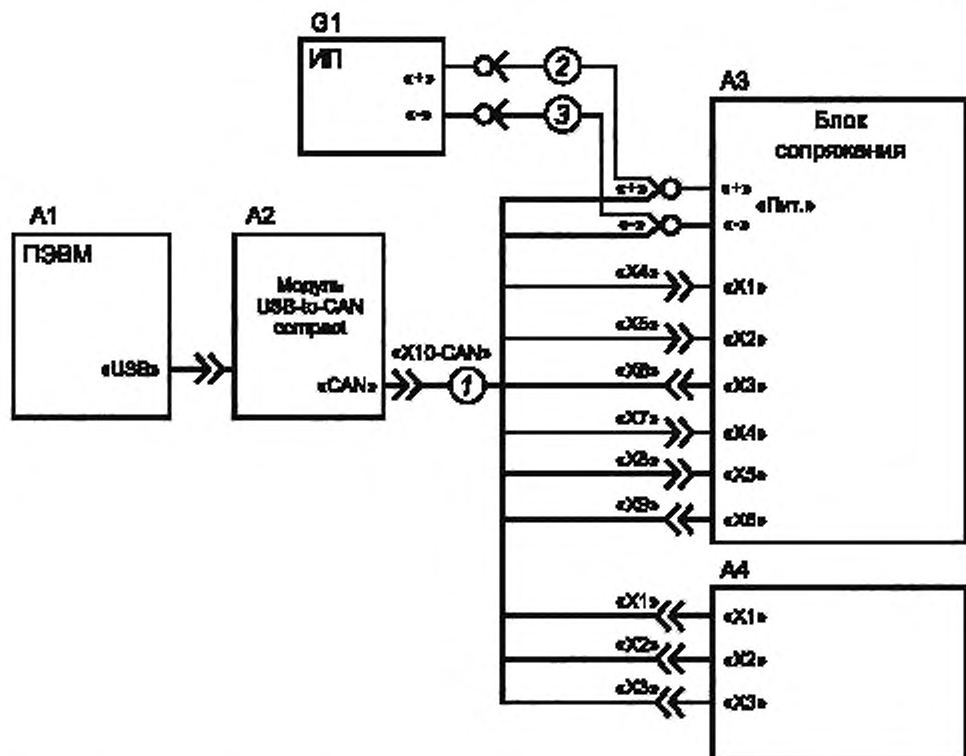 G1
ИП
«+»
«-»
2
3
A3
Блок
сопряжения
«+»
«-»
«+»
«Пит.»
«-»
A1
ПЭВМ
«USB»
A2
Модуль
USB-to-CAN
compact
«CAN»
«X10-CAN»
1
«X4»
«X1»
«X5»
«X2»
«X6»
«X3»
«X7»
«X4»
«X8»
«X5»
«X9»
«X6»
A4
«X1»
«X1»
«X2»
«X2»
«X3»
«X3»